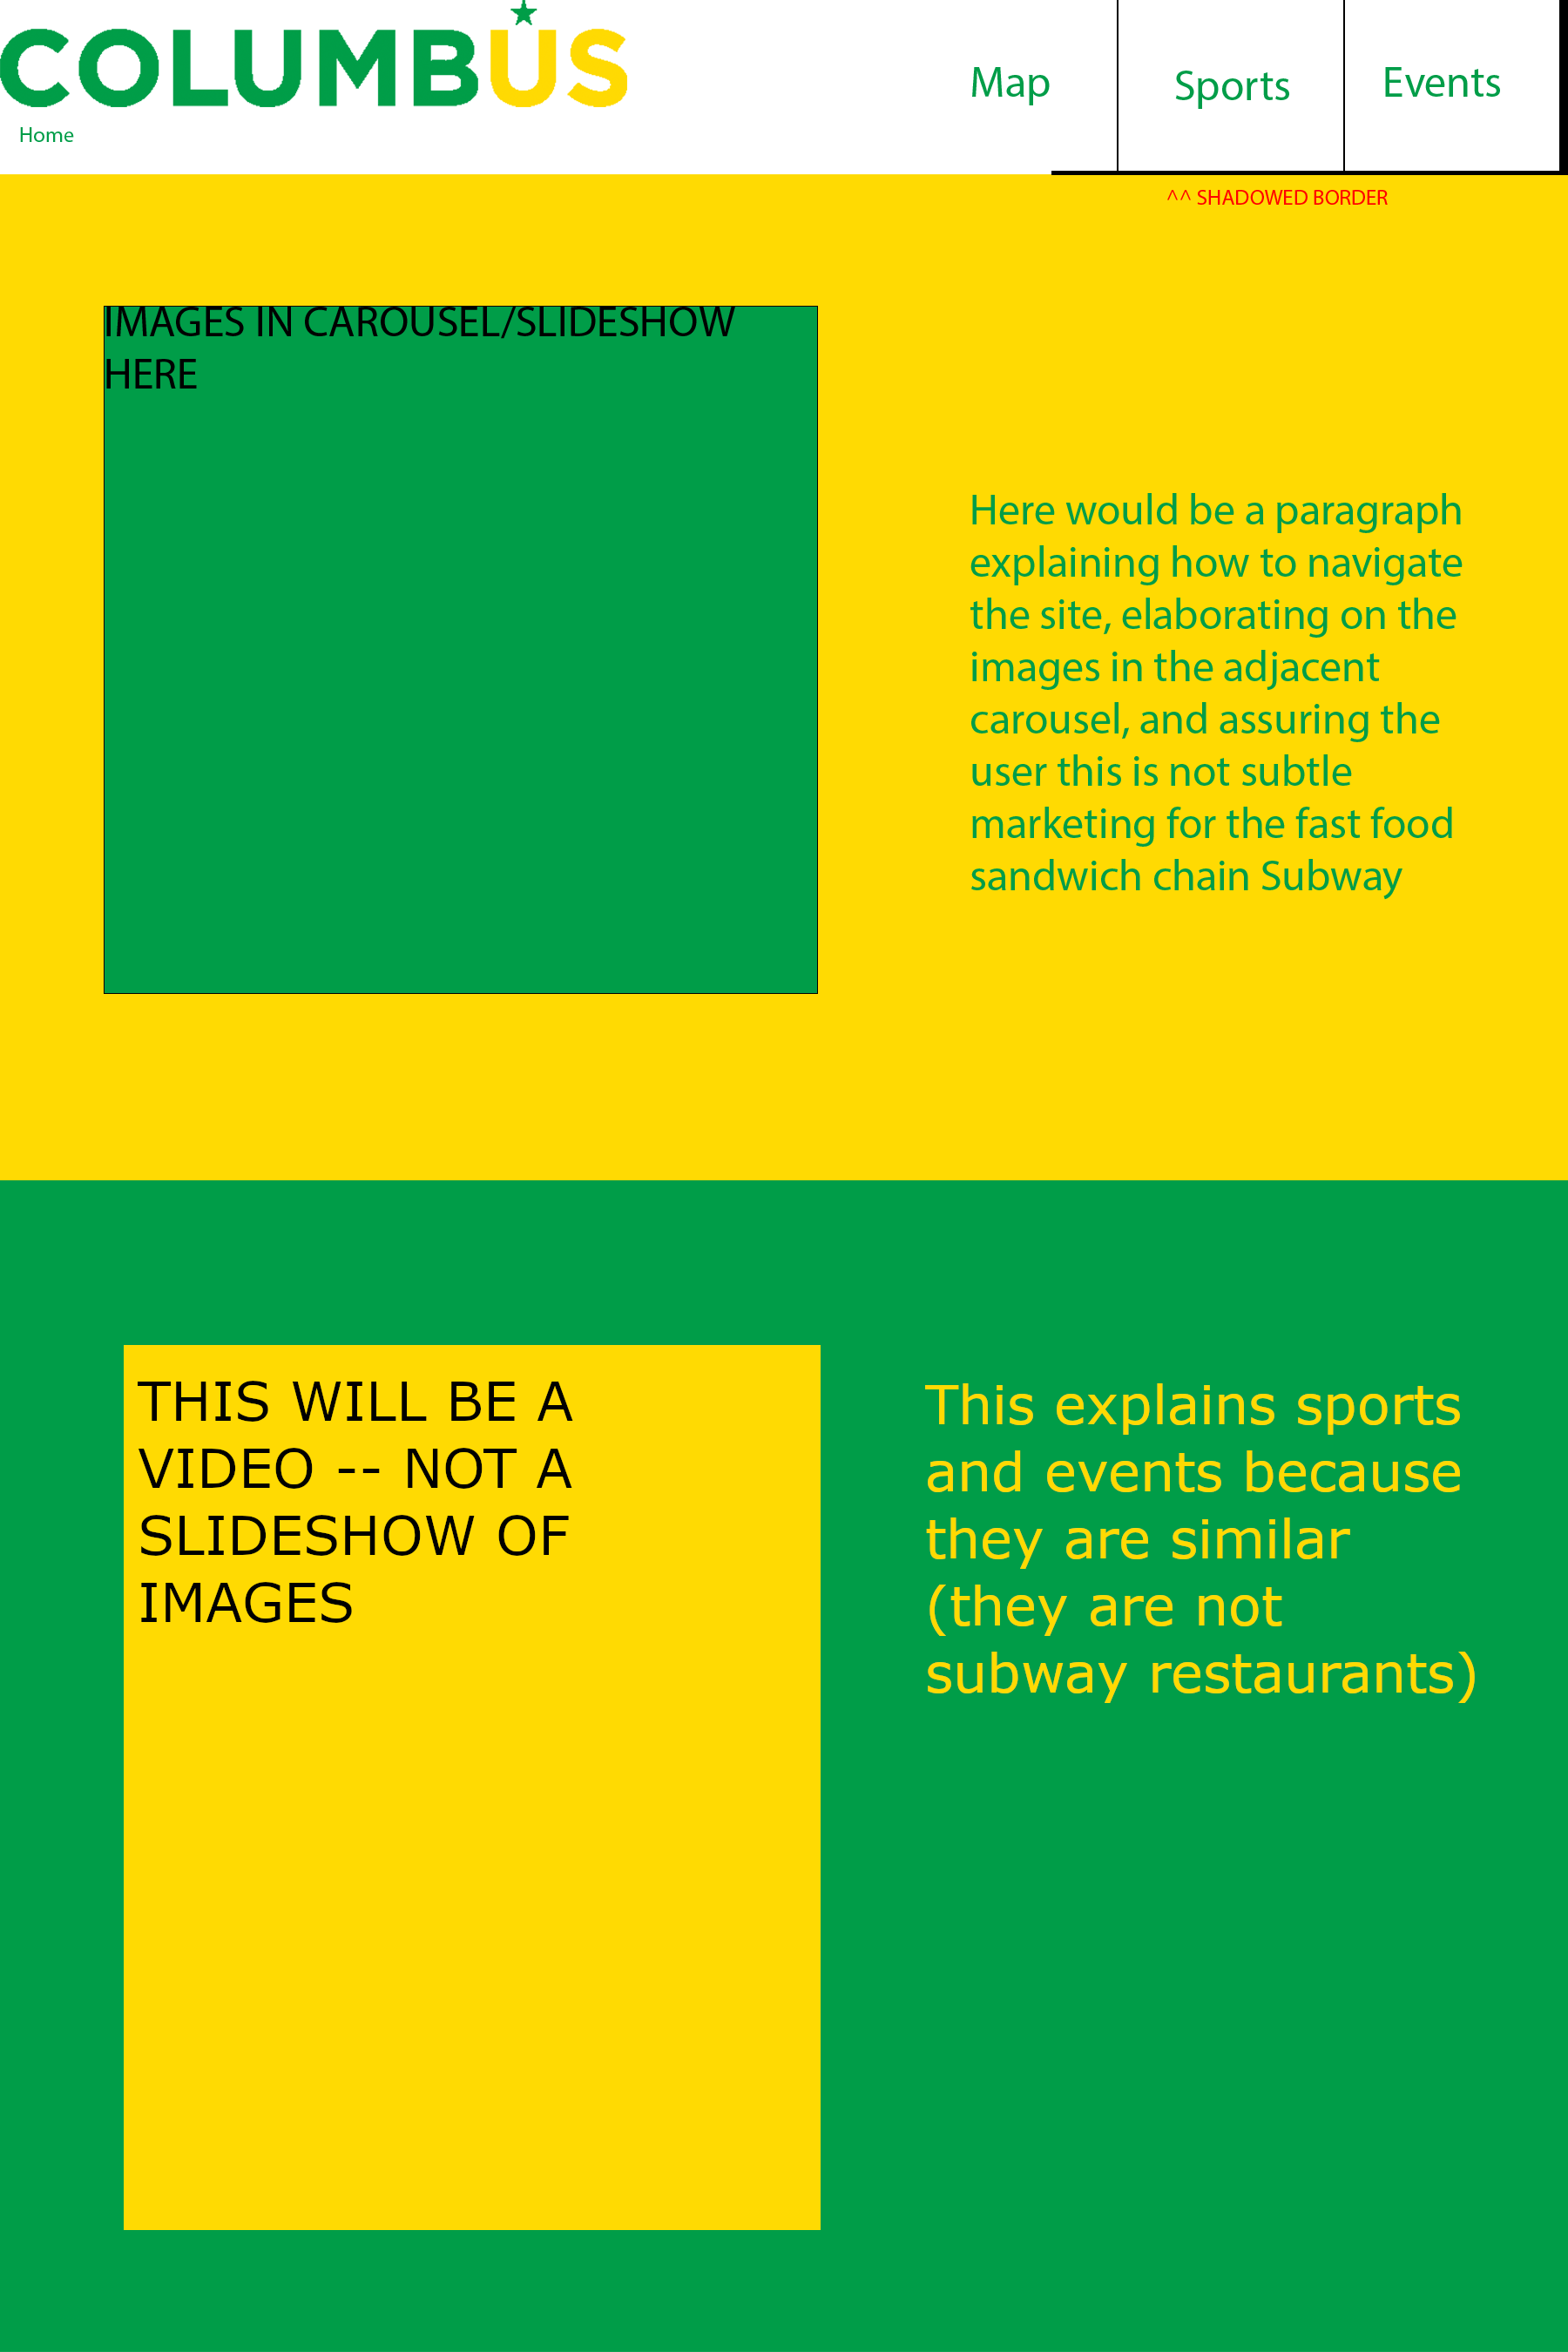 COLUMBUS
Home
Map
Sports
Events
^^ SHADOWED BORDER
IMAGES IN CAROUSEL/SLIDESHOW
HERE
Here would be a paragraph
explaining how to navigate
the site, elaborating on the
images in the adjacent
carousel, and assuring the
user this is not subtle
marketing for the fast food
sandwich chain Subway
THIS WILL BE A
VIDEO -- NOT A
SLIDESHOW OF
IMAGES
This explains sports
and events because
they are similar
(they are not
subway restaurants)